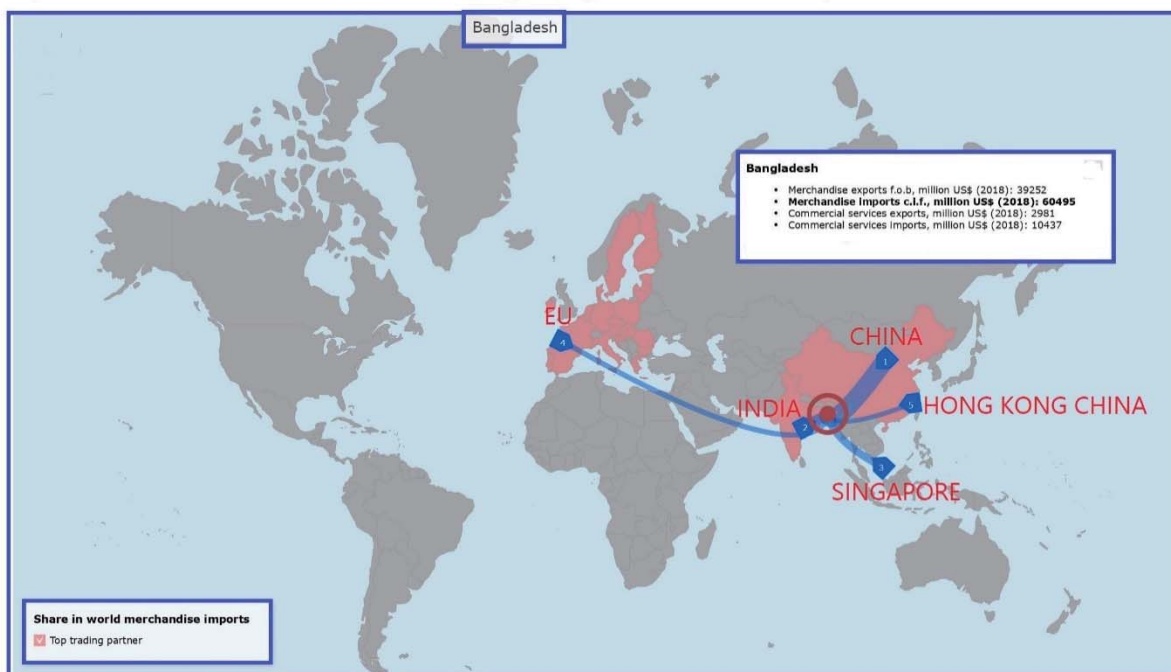 Bangladesh
Bangladesh
• Merchandise exports f.o.b, million US$ (2018): 39252
• Merchandise imports c.i.f., million US$ (2018): 60495
• Commercial services exports, million US$ (2018): 2981
• Commercial services imports, million US$ (2018): 10437
EU
4
CHINA
1
INDIA
2
HONG KONG CHINA
5
3
SINGAPORE
Share in world merchandise imports
Top trading partner